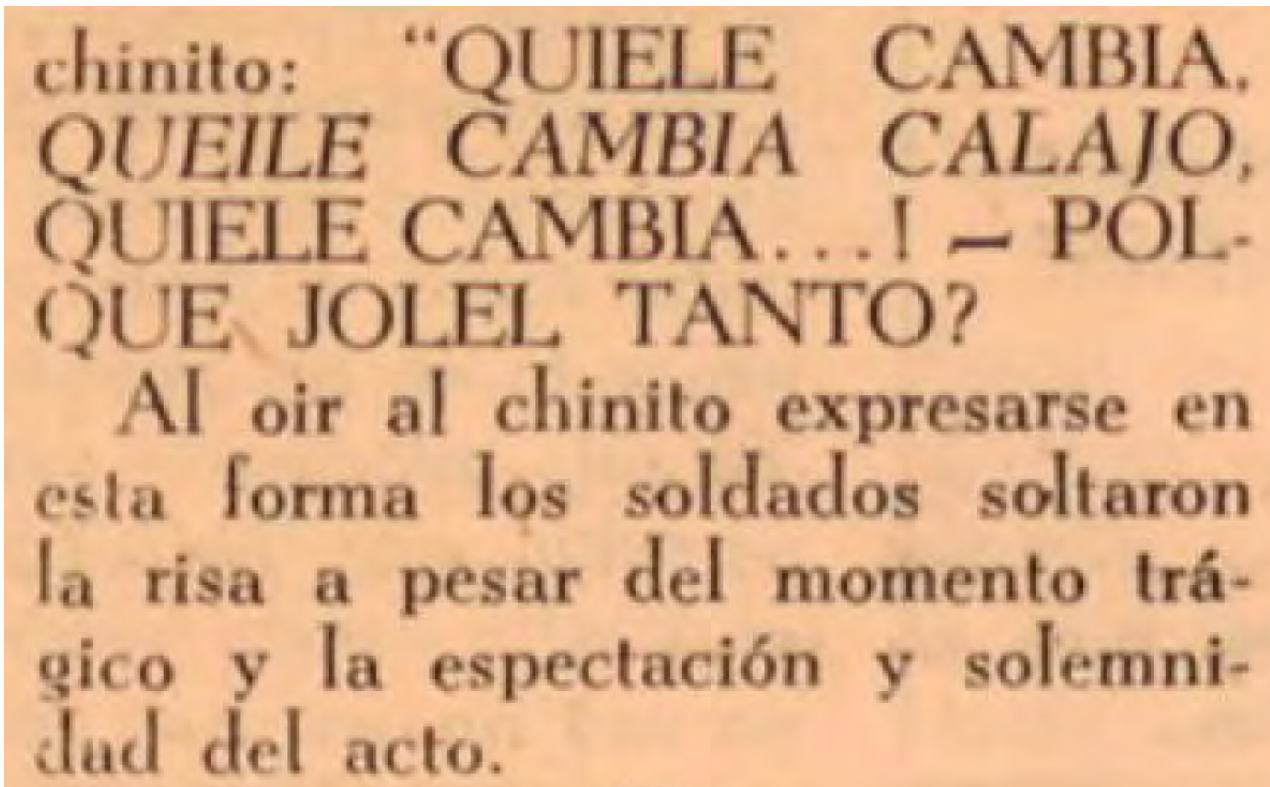 chinito: “QUIELE CAMBIA,
QUEILE CAMBIA CALAJO,
QUIELE CAMBIA...! — POL-
QUE JOLEL TANTO?
Al oir al chinito expresarse en
esta forma los soldados soltaron
la risa a pesar del momento trá-
gico y la espectación y solemni-
dad del acto.